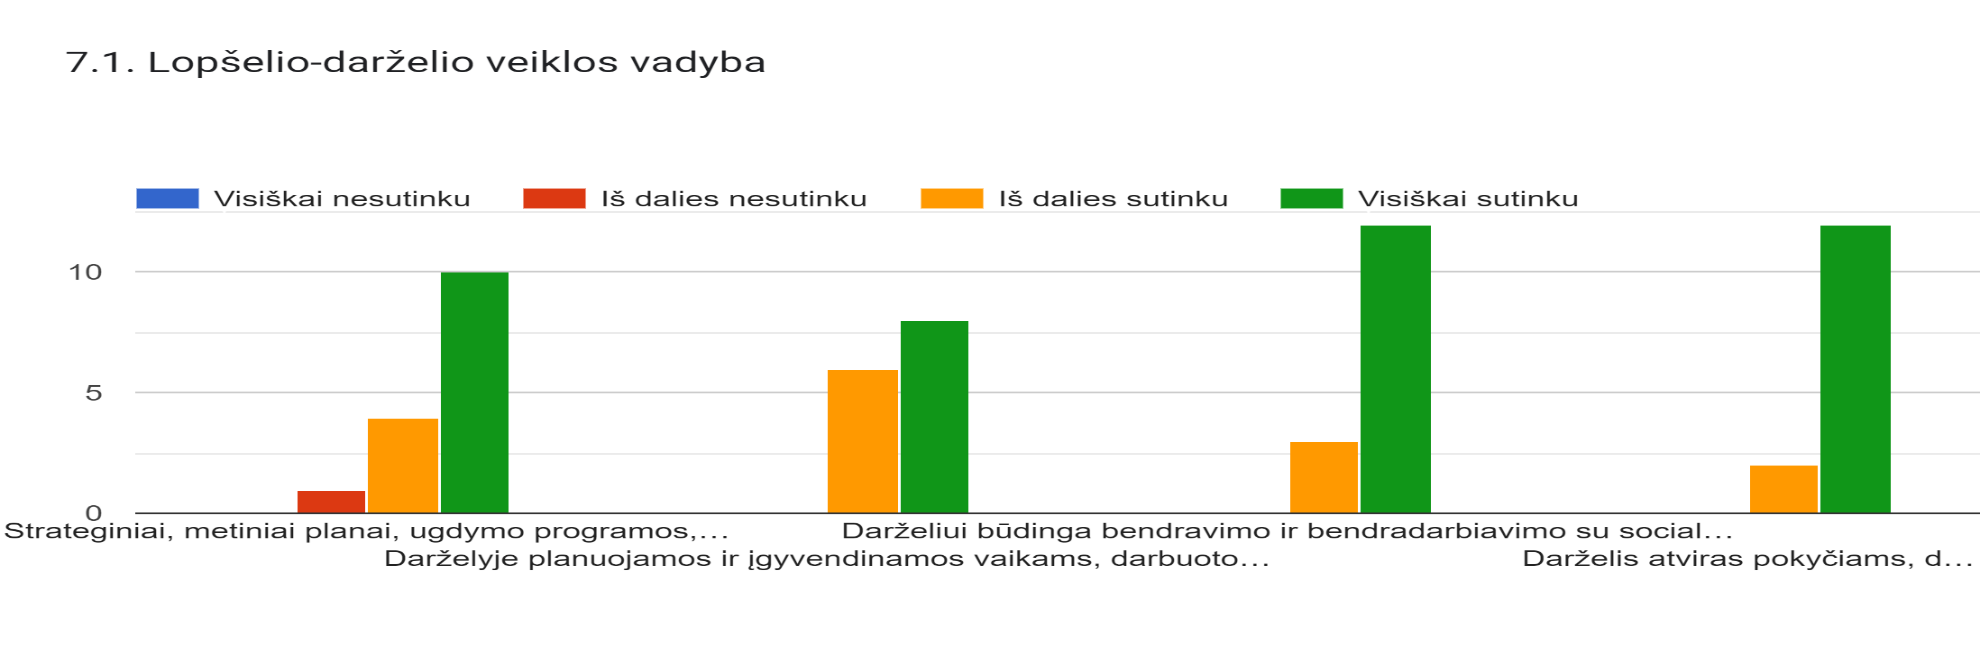 7.1. Lopšelio-darželio veiklos vadyba
Visiškai nesutinku Iš dalies nesutinku Iš dalies sutinku Visiškai sutinku
10
5
0
Strateginiai, metiniai planai, ugdymo programos,… Darželiui būdinga bendravimo ir bendradarbiavimo su social…
Darželyje planuojamos ir įgyvendinamos vaikams, darbuoto… Darželis atviras pokyčiams, d…